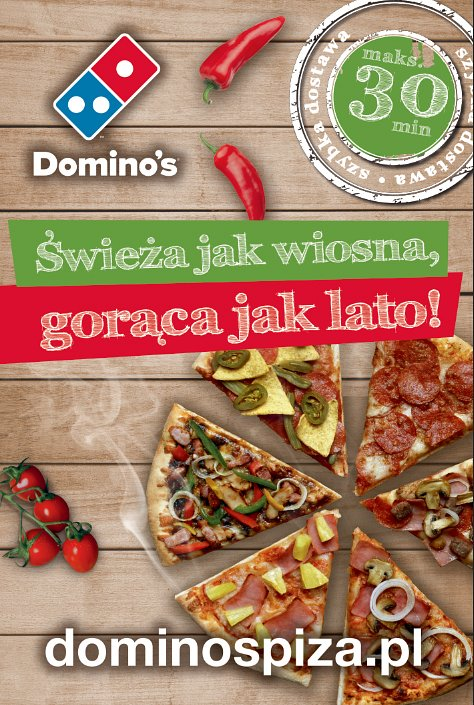 Domino's
maks.
30
min
szybka dostawa • szybka dostawa •
Świeża jak wiosna,
gorąca jak lato!
dominospiza.pl